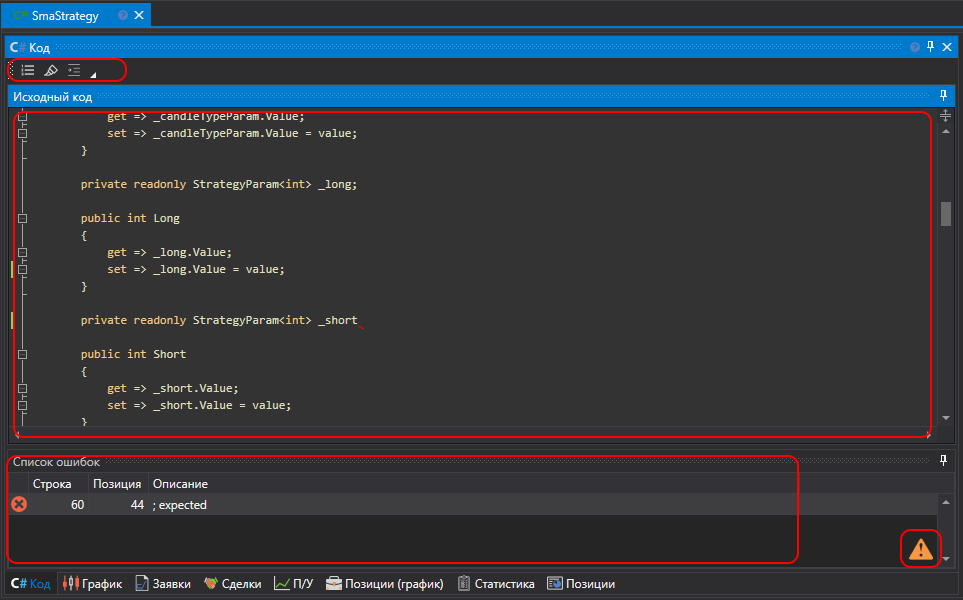 C# SmaStrategy
C# Код
Исходный код
get => _candleTypeParam.Value;
set => _candleTypeParam.Value = value;
}
private readonly StrategyParam<int> _long;
public int Long
{
get => _long.Value;
set => _long.Value = value;
}
private readonly StrategyParam<int> _short
public int Short
{
get => _short.Value;
set => _short.Value = value;
}
Список ошибок
Строка Позиция Описание
60 44 ; expected
C# Код График Заявки Сделки П/У Позиции (график) Статистика Позиции